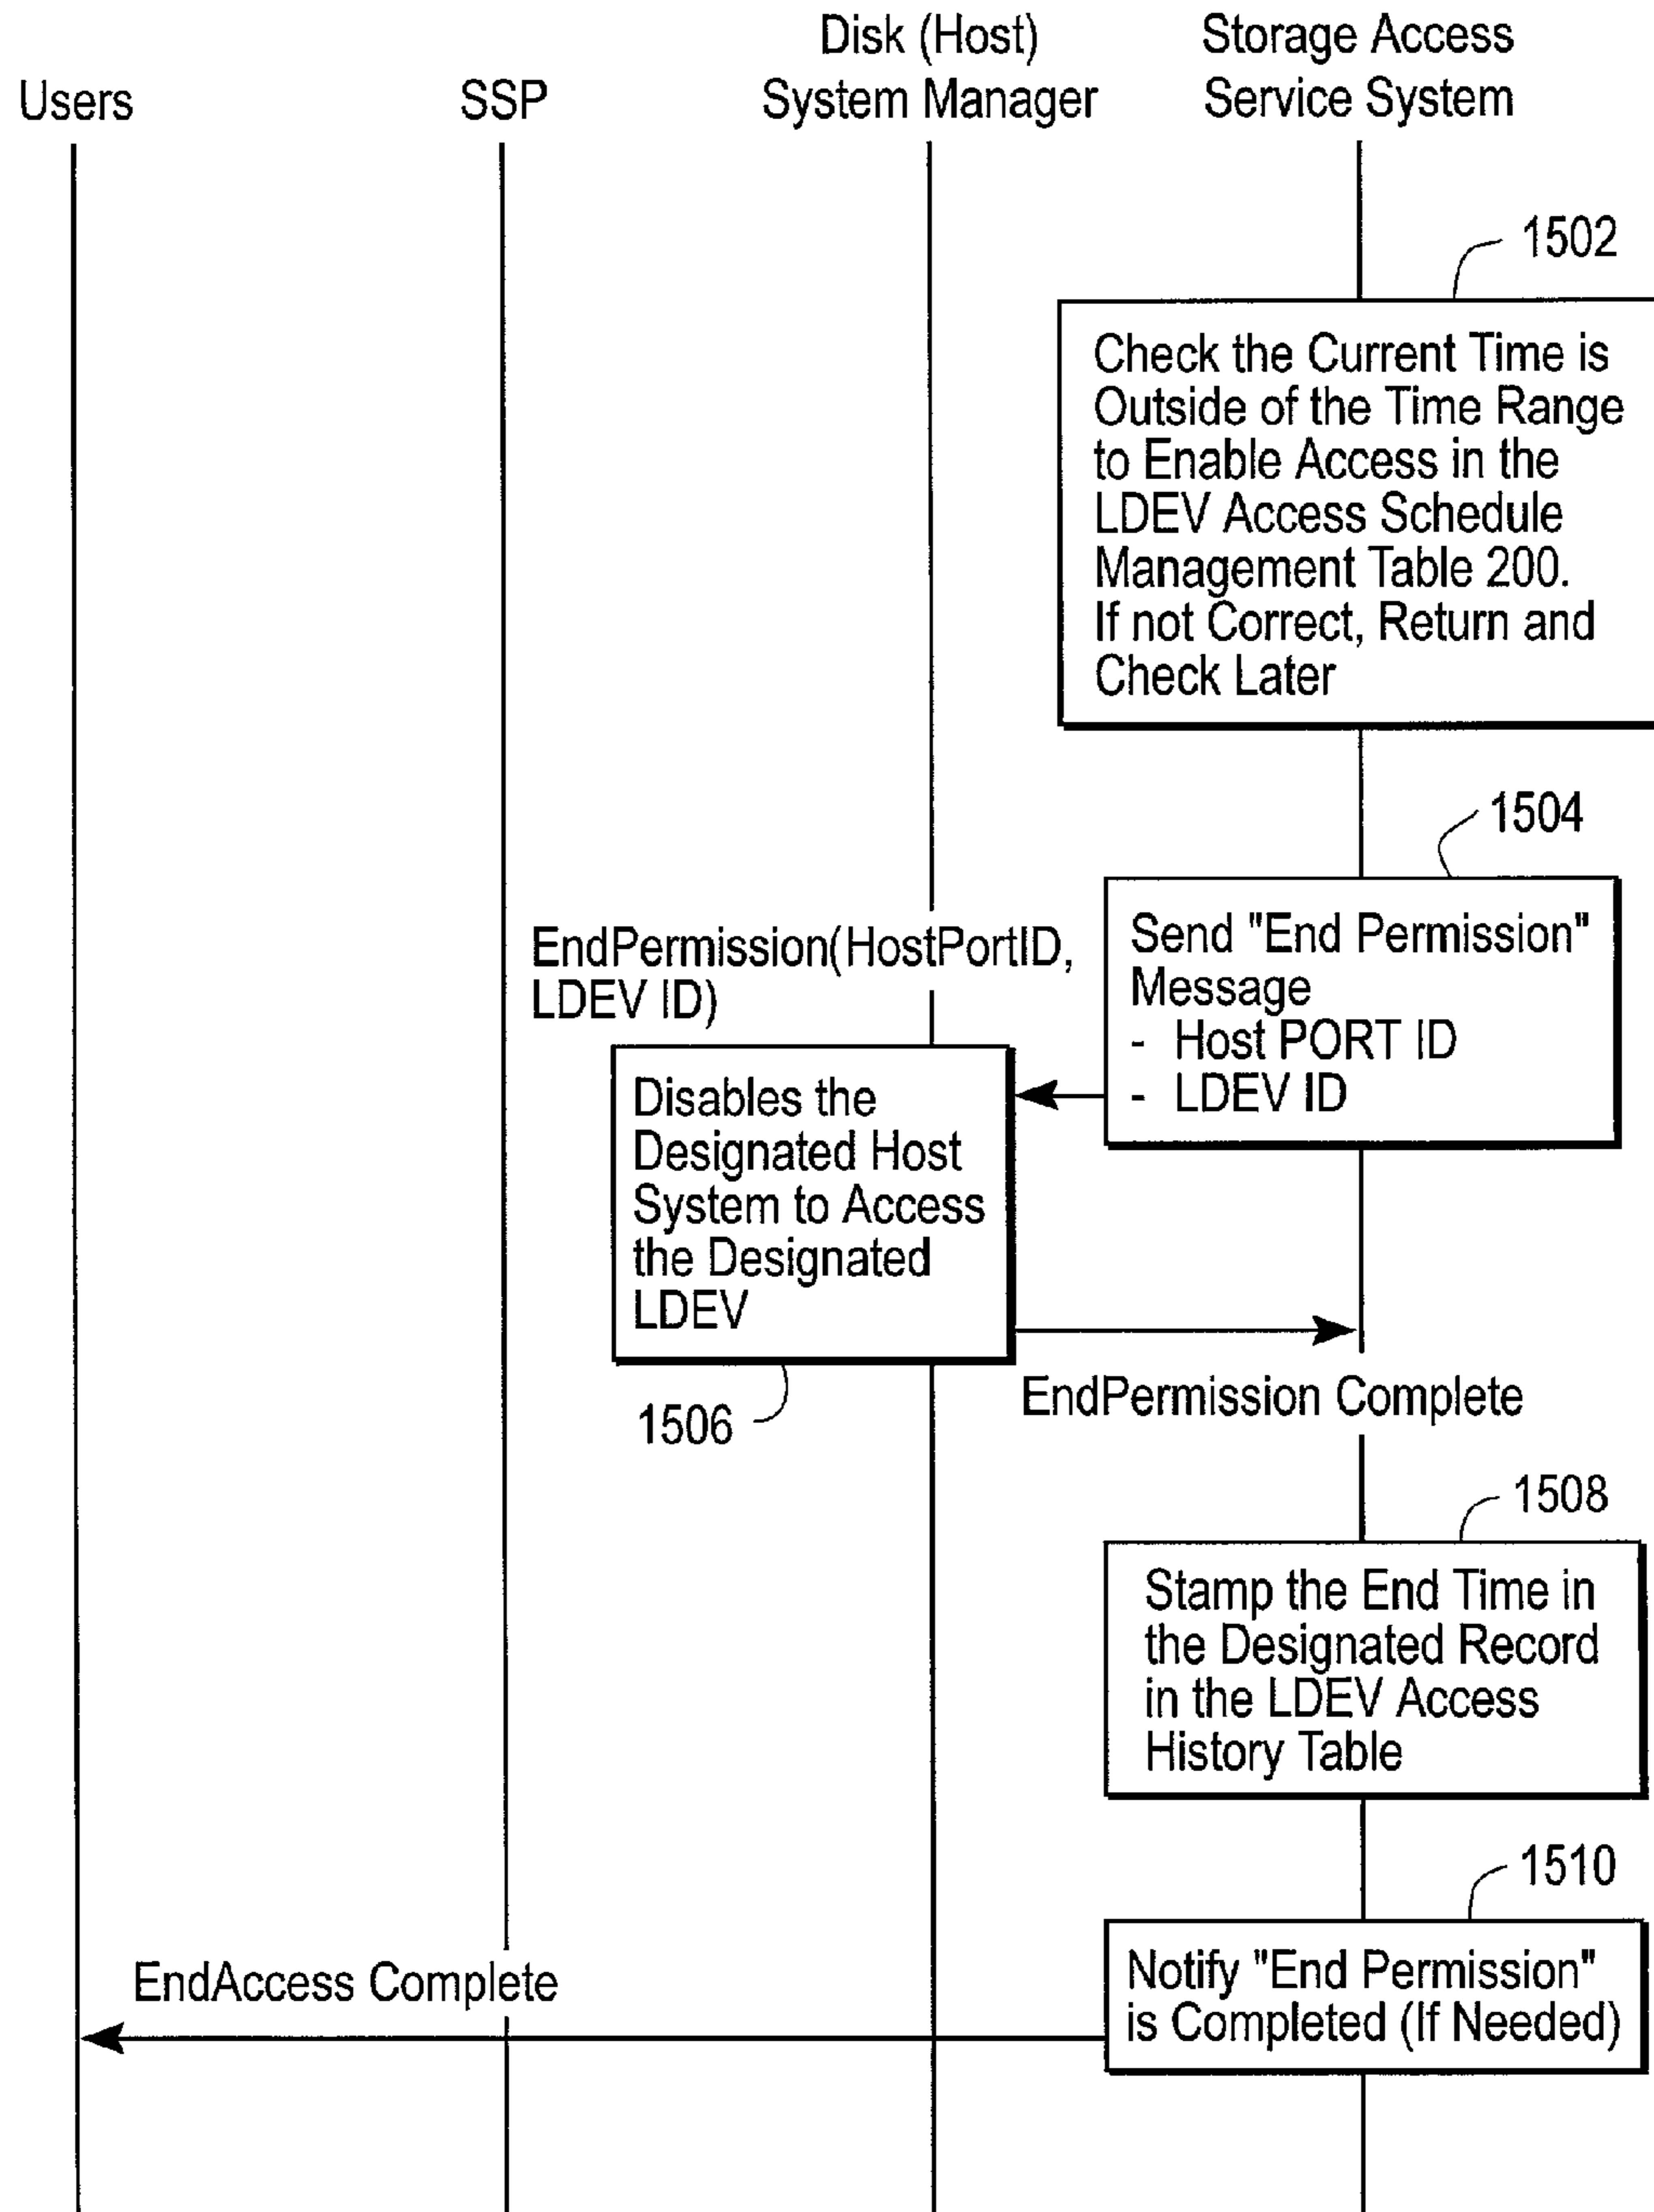 Disk (Host)
Storage Access
Users
SSP
System Manager
Service System
1502
Check the Current Time is
Outside of the Time Range
to Enable Access in the
LDEV Access Schedule
Management Table 200.
If not Correct, Return and
Check Later
1504
EndPermission(HostPortID,
LDEV ID)
Send "End Permission"
Message
- Host PORT ID
- LDEV ID
Disables the
Designated Host
System to Access
the Designated
LDEV
1506
EndPermission Complete
1508
Stamp the End Time in
the Designated Record
in the LDEV Access
History Table
1510
EndAccess Complete
Notify "End Permission"
is Completed (If Needed)